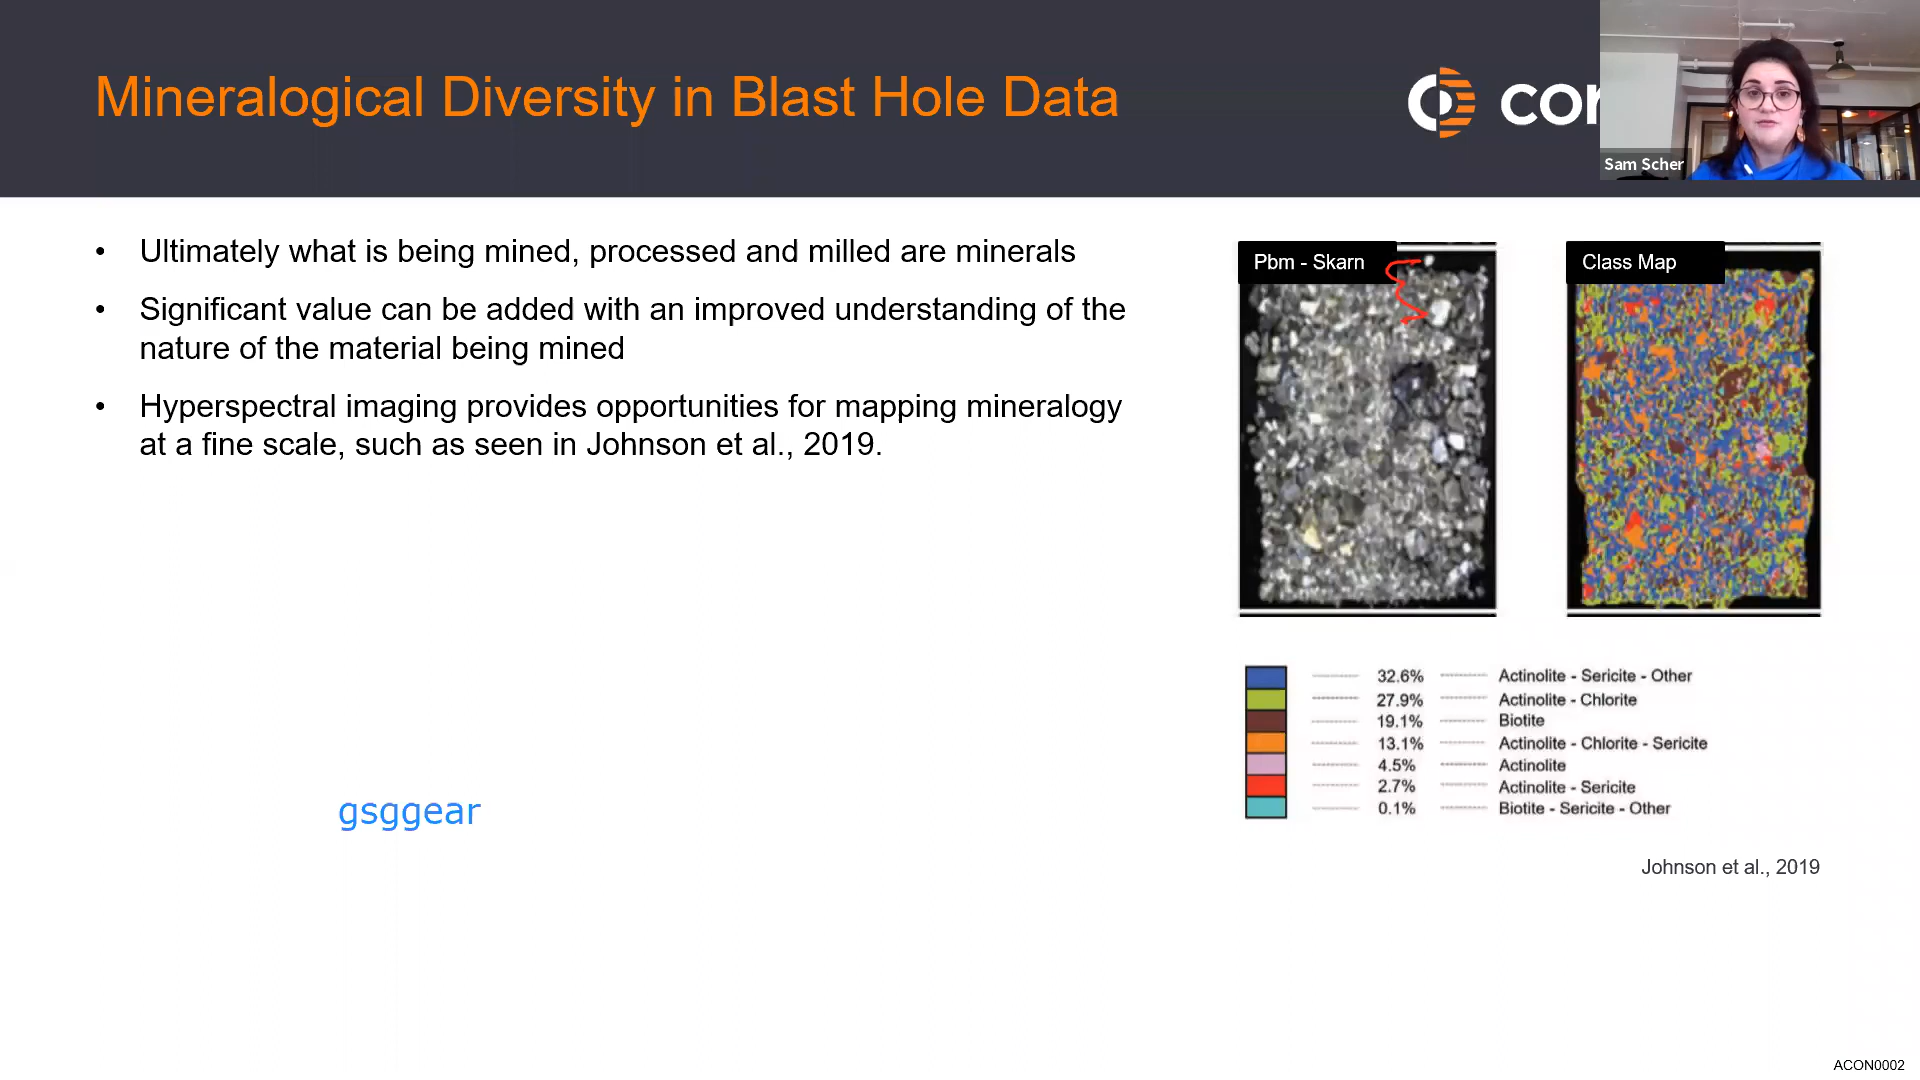 Mineralogical Diversity in Blast Hole Data
Sam Scher
• Ultimately what is being mined, processed and milled are minerals
• Significant value can be added with an improved understanding of the
nature of the material being mined
• Hyperspectral imaging provides opportunities for mapping mineralogy
at a fine scale, such as seen in Johnson et al., 2019.
Pbm - Skarn
Class Map
32.6% Actinolite - Sericite - Other
27.9% Actinolite - Chlorite
19.1% Biotite
13.1% Actinolite - Chlorite - Sericite
4.5% Actinolite
2.7% Actinolite - Sericite
0.1% Biotite - Sericite - Other
gsggear
Johnson et al., 2019
ACON0002